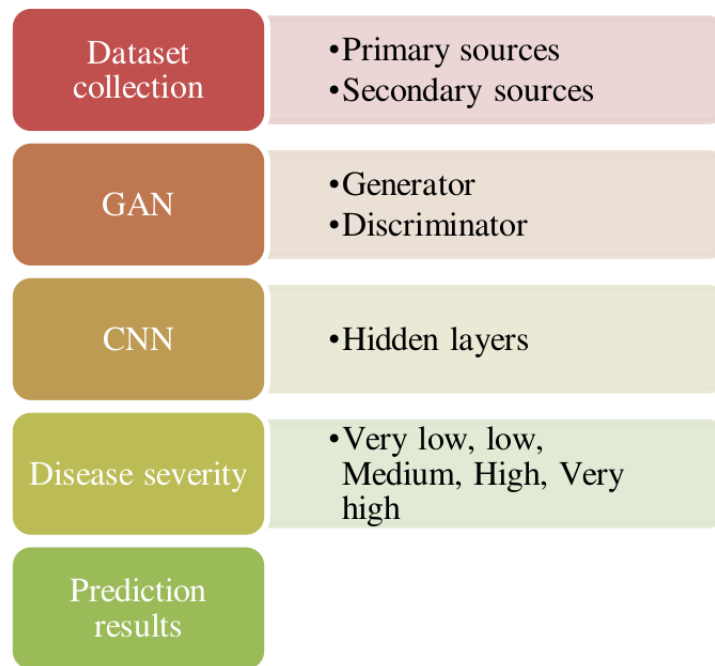 Dataset
collection
•Primary sources
•Secondary sources
GAN
•Generator
•Discriminator
CNN
•Hidden layers
Disease severity
•Very low, low,
Medium, High, Very
high
Prediction
results